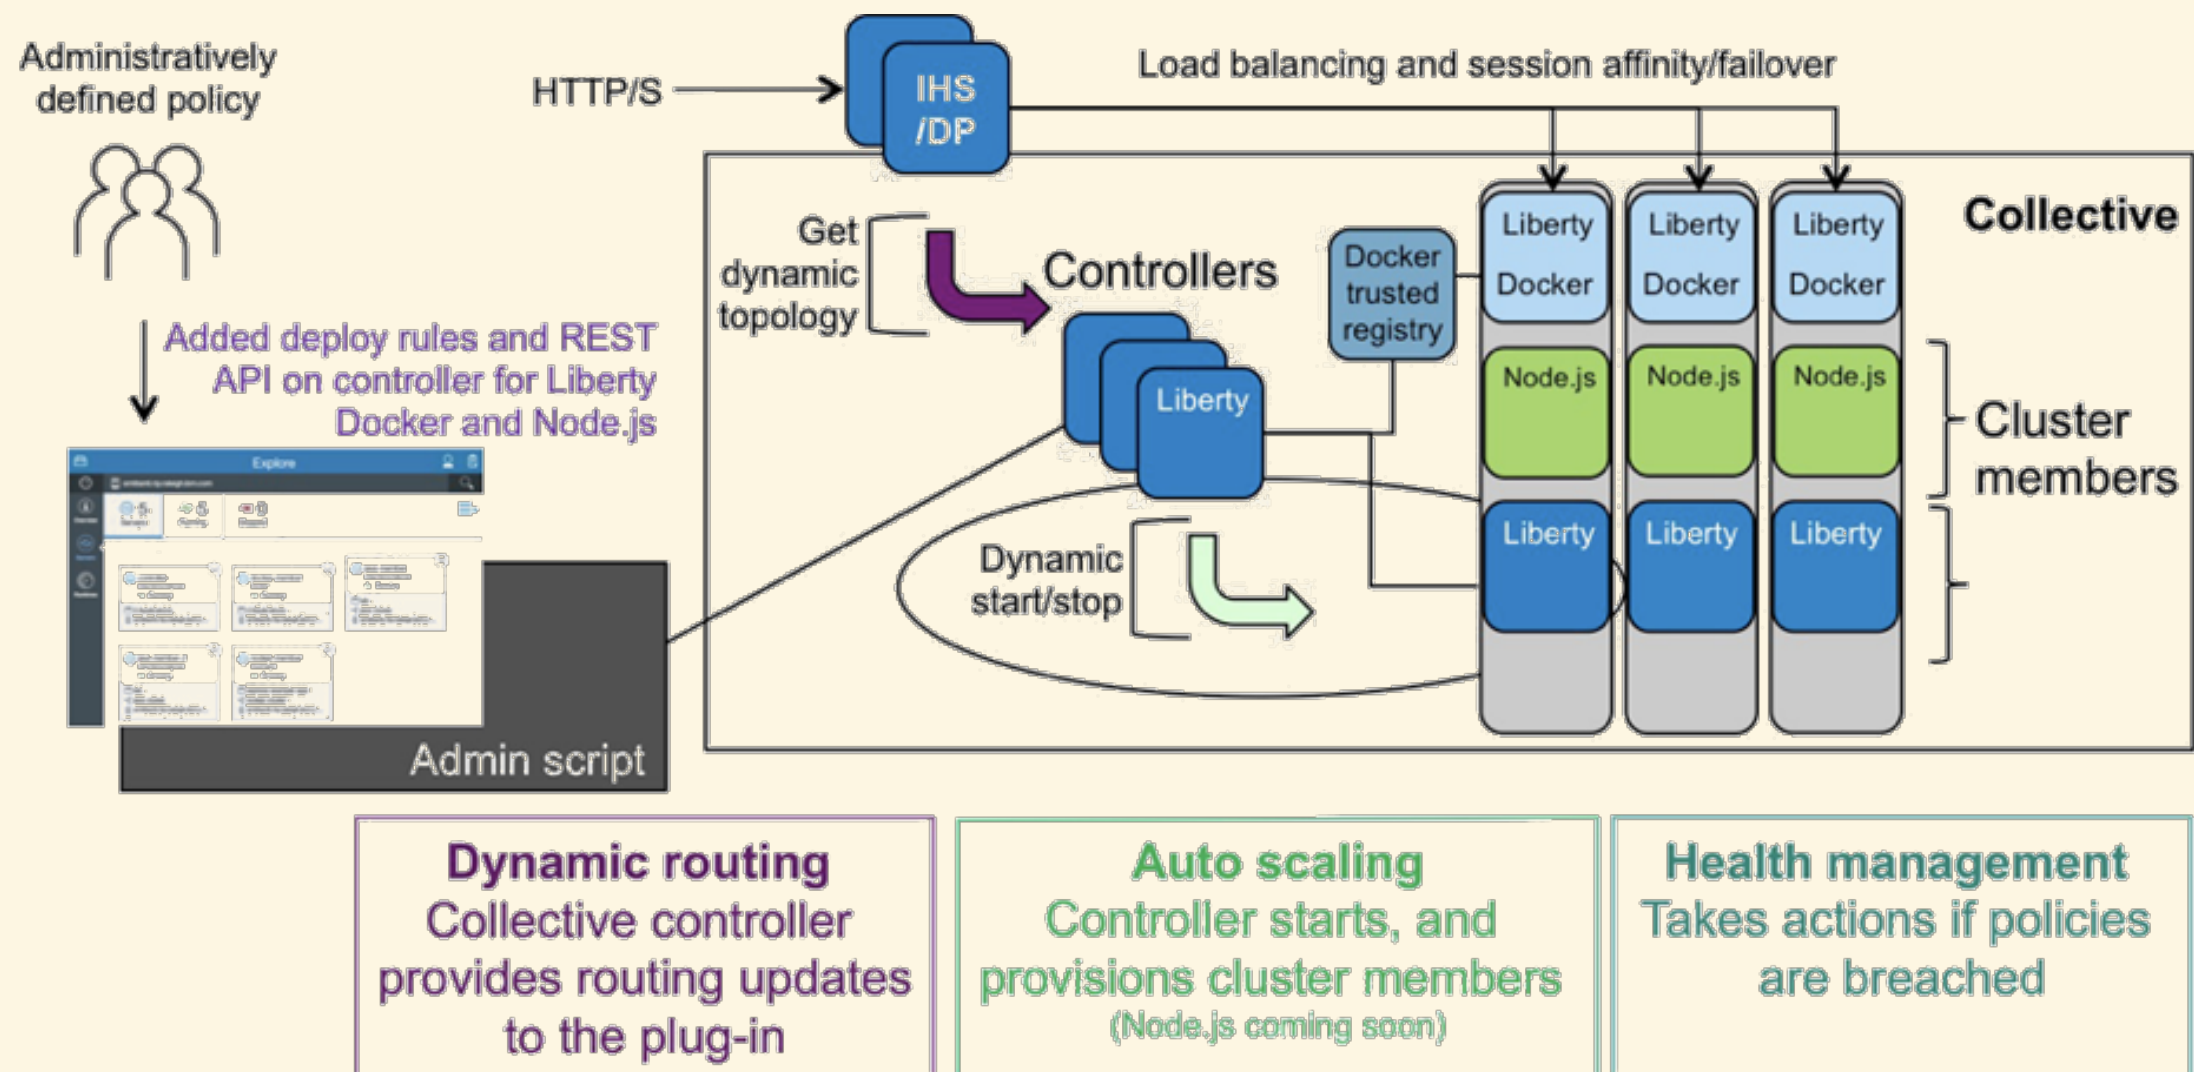 Administratively
defined policy
HTTP/S
IHS
/DP
Load balancing and session affinity/failover
Collective
Get
dynamic
topology
Controllers
Docker
trusted
registry
Liberty
Docker
Liberty
Docker
Liberty
Docker
Added deploy rules and REST
API on controller for Liberty
Docker and Node.js
Liberty
Node.js
Node.js
Node.js
Cluster
members
Explore
Dynamic
start/stop
Liberty
Liberty
Liberty
Admin script
Dynamic routing
Collective controller
provides routing updates
to the plug-in
Auto scaling
Controller starts, and
provisions cluster members
(Node.js coming soon)
Health management
Takes actions if policies
are breached